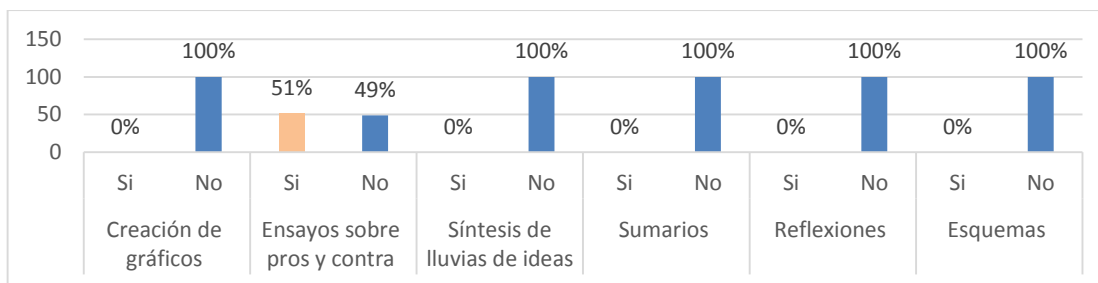 150
100
50
0
0%
100%
51%
49%
0%
100%
0%
100%
0%
100%
0%
100%
Si No Si No Si No Si No Si No Si No
Creación de
gráficos
Ensayos sobre
pros y contra
Síntesis de
lluvias de ideas
Sumarios
Reflexiones
Esquemas